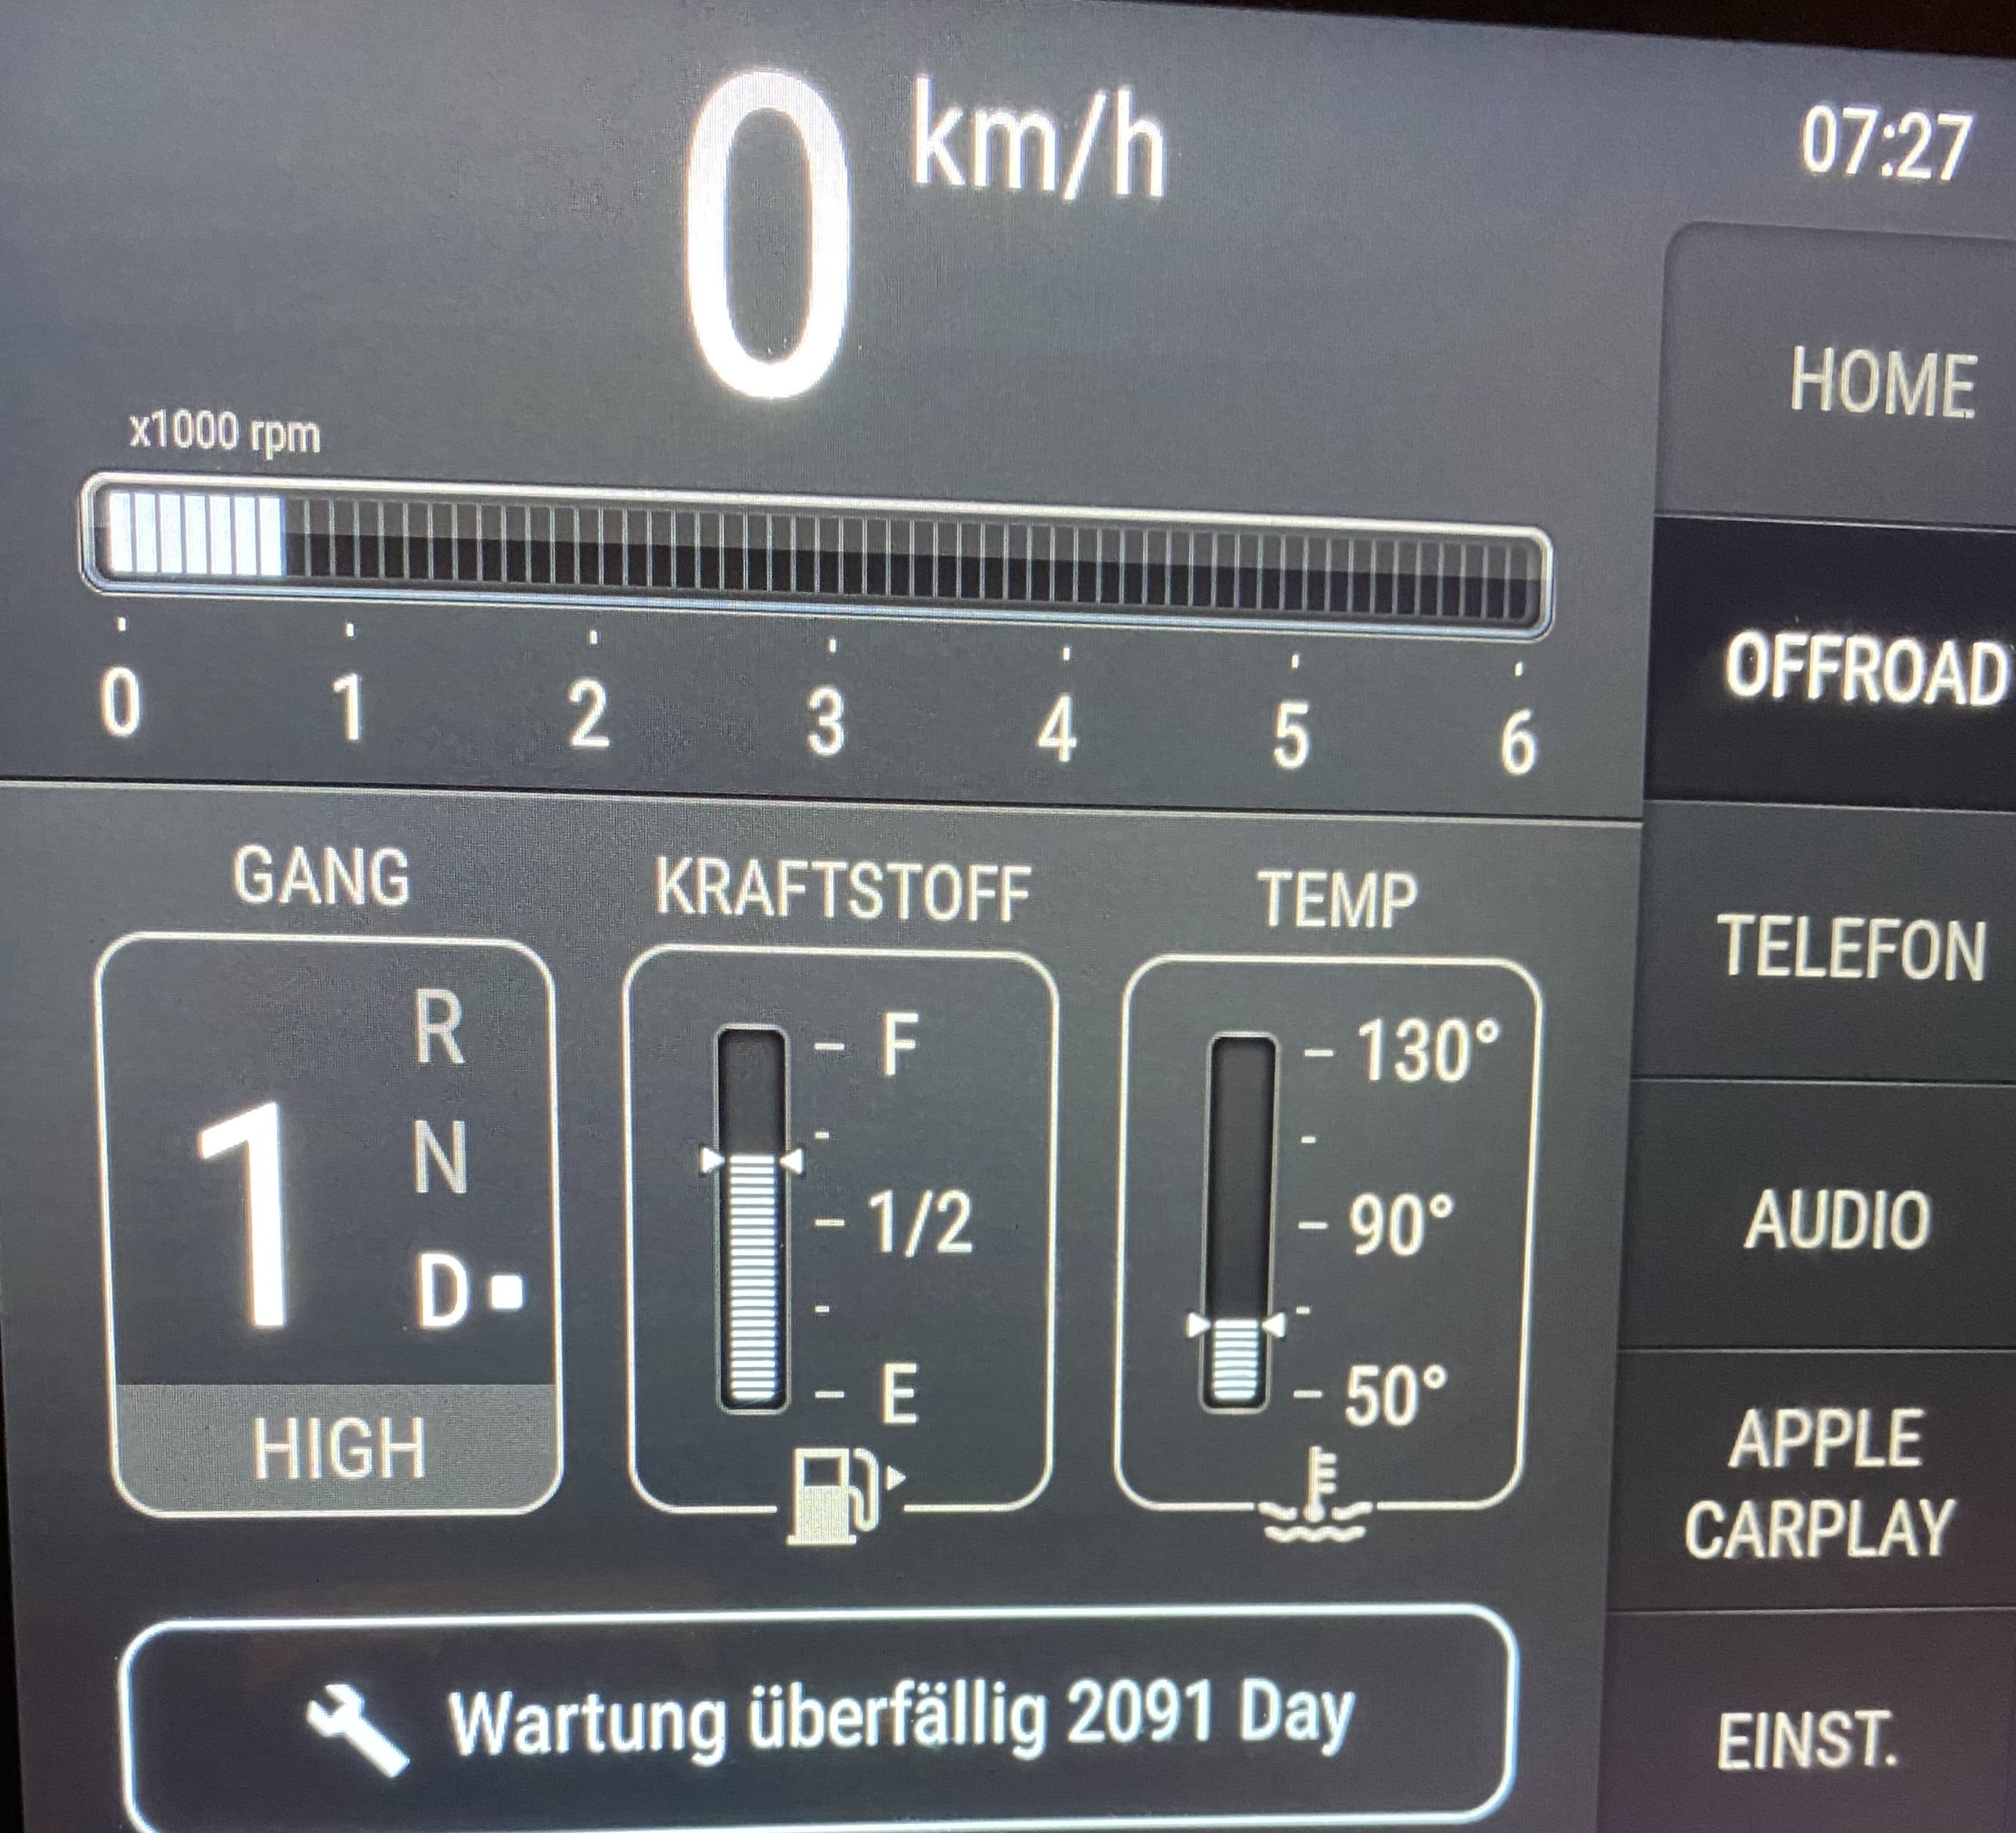 0 km/h
07:27
HOME
x1000 rpm
0 1 2 3 4 5 6
OFFROAD
GANG
KRAFTSTOFF
TEMP
TELEFON
1
R
N
D
HIGH
F
1/2
E
130°
90°
50°
AUDIO
APPLE
CARPLAY
Wartung überfällig 2091 Day
EINST.